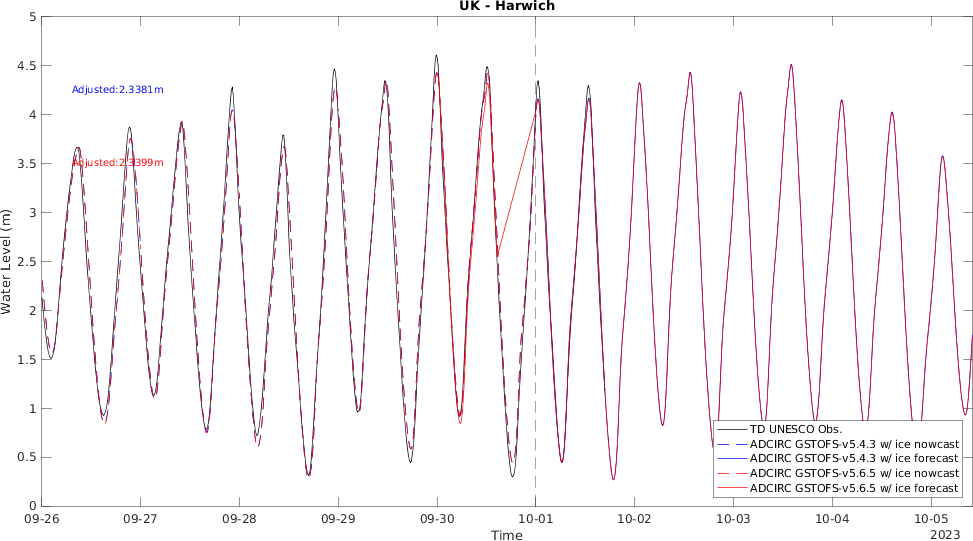 UK - Harwich
5
4.5
4
3.5
3
2.5
2
1.5
1
0.5
0
Water Level (m)
Adjusted:2.3381m
Adjusted:2.3399m
TD UNESCO Obs.
ADCIRC GSTOFS-v5.4.3 w/ ice nowcast
ADCIRC GSTOFS-v5.4.3 w/ ice forecast
ADCIRC GSTOFS-v5.6.5 w/ ice nowcast
ADCIRC GSTOFS-v5.6.5 w/ ice forecast
09-26 09-27 09-28 09-29 09-30 10-01 10-02 10-03 10-04 10-05
Time
2023